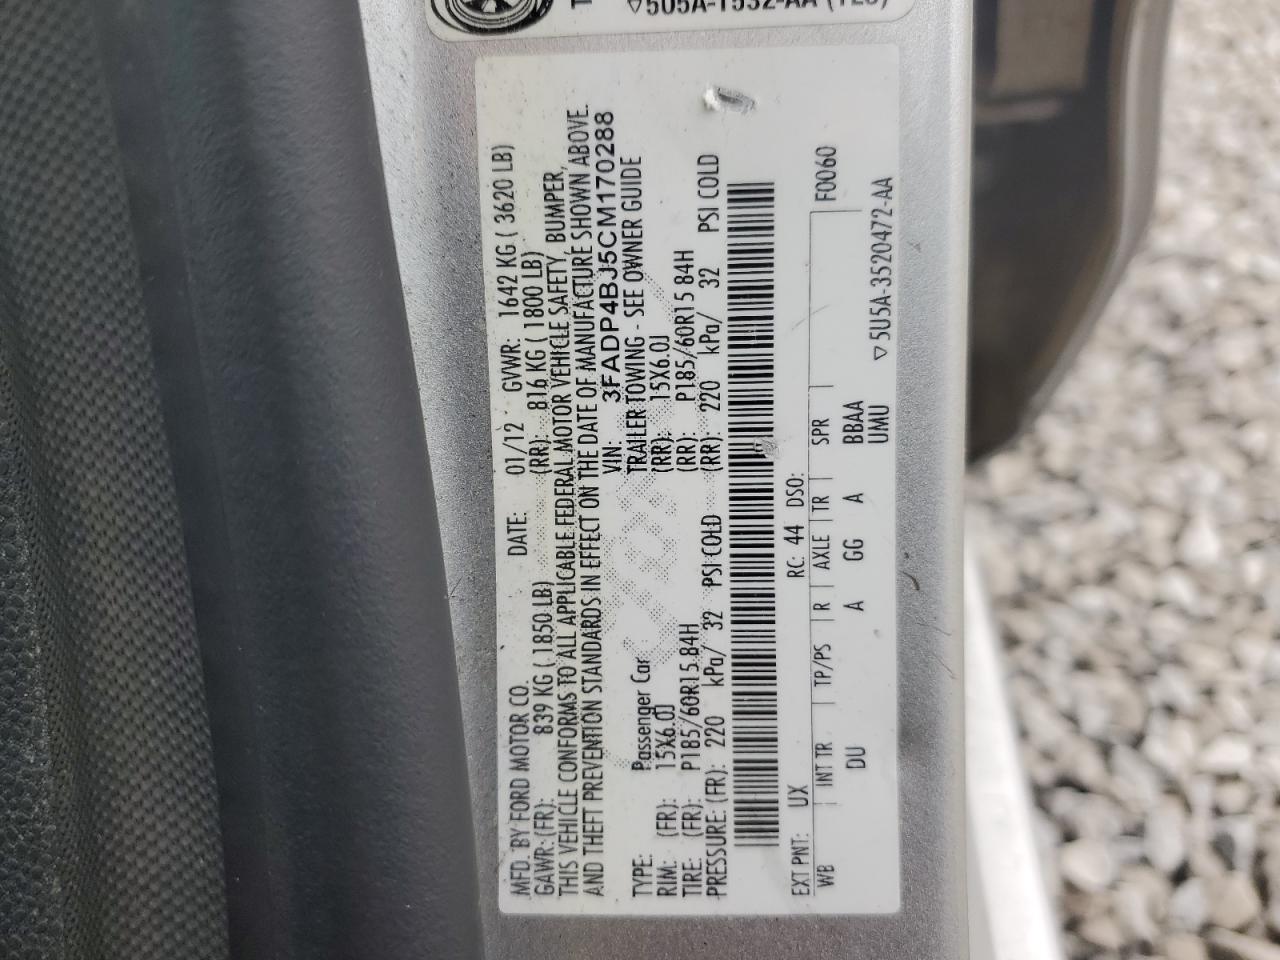 5U5A-1532-AA
MFD. BY FORD MOTOR CO. DATE: 01/12 GVWR: 1642 KG ( 3620 LB)
GAWR: (FR): 839 KG ( 1850 LB) (RR): 816 KG ( 1800 LB)
THIS VEHICLE CONFORMS TO ALL APPLICABLE FEDERAL MOTOR VEHICLE SAFETY, BUMPER,
AND THEFT PREVENTION STANDARDS IN EFFECT ON THE DATE OF MANUFACTURE SHOWN ABOVE.
VIN: 3FADP4BJ5CM170288
TYPE: Passenger Car TRAILER TOWING - SEE OWNER GUIDE
RIM: (FR): 15X6.0J (RR): 15X6.0J
TIRE: (FR): P185/60R15 84H (RR): P185/60R15 84H
PRESSURE: (FR): 220 kPa/ 32 PSI COLD (RR): 220 kPa/ 32 PSI COLD
EXT PNT: UX RC: 44 DSO:
WB | INT TR | TP/PS | R | AXLE | TR | SPR F0060
DU A GG A BBAA
UMU
▽5U5A-3520472-AA